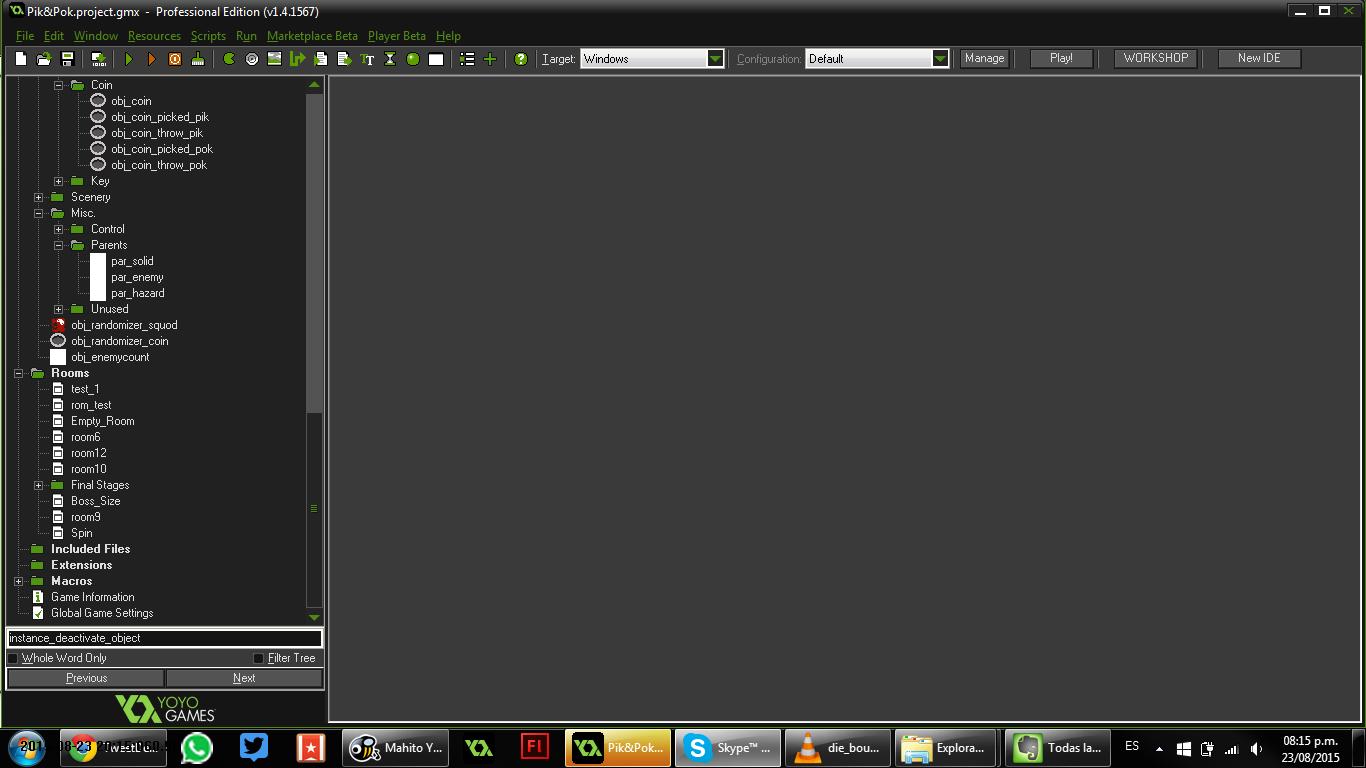 Pik&Pok.project.gmx - Professional Edition (v1.4.1567)
File Edit Window Resources Scripts Run Marketplace Beta Player Beta Help
Target: Windows Configuration: Default Manage Play! WORKSHOP New IDE
Coin
obj_coin
obj_coin_picked_pik
obj_coin_throw_pik
obj_coin_picked_pok
obj_coin_throw_pok
Key
Scenery
Misc.
Control
Parents
par_solid
par_enemy
par_hazard
Unused
obj_randomizer_squod
obj_randomizer_coin
obj_enemycount
Rooms
test_1
rom_test
Empty_Room
room6
room12
room10
Final Stages
Boss_Size
room9
Spin
Included Files
Extensions
Macros
Game Information
Global Game Settings
instance_deactivate_object
Whole Word Only Filter Tree
Previous Next
YOYO
GAMES
Mahito Y... Fl Pik&Pok... Skype™ ... die_bou... Explora... Todas la... ES
08:15 p.m.
23/08/2015